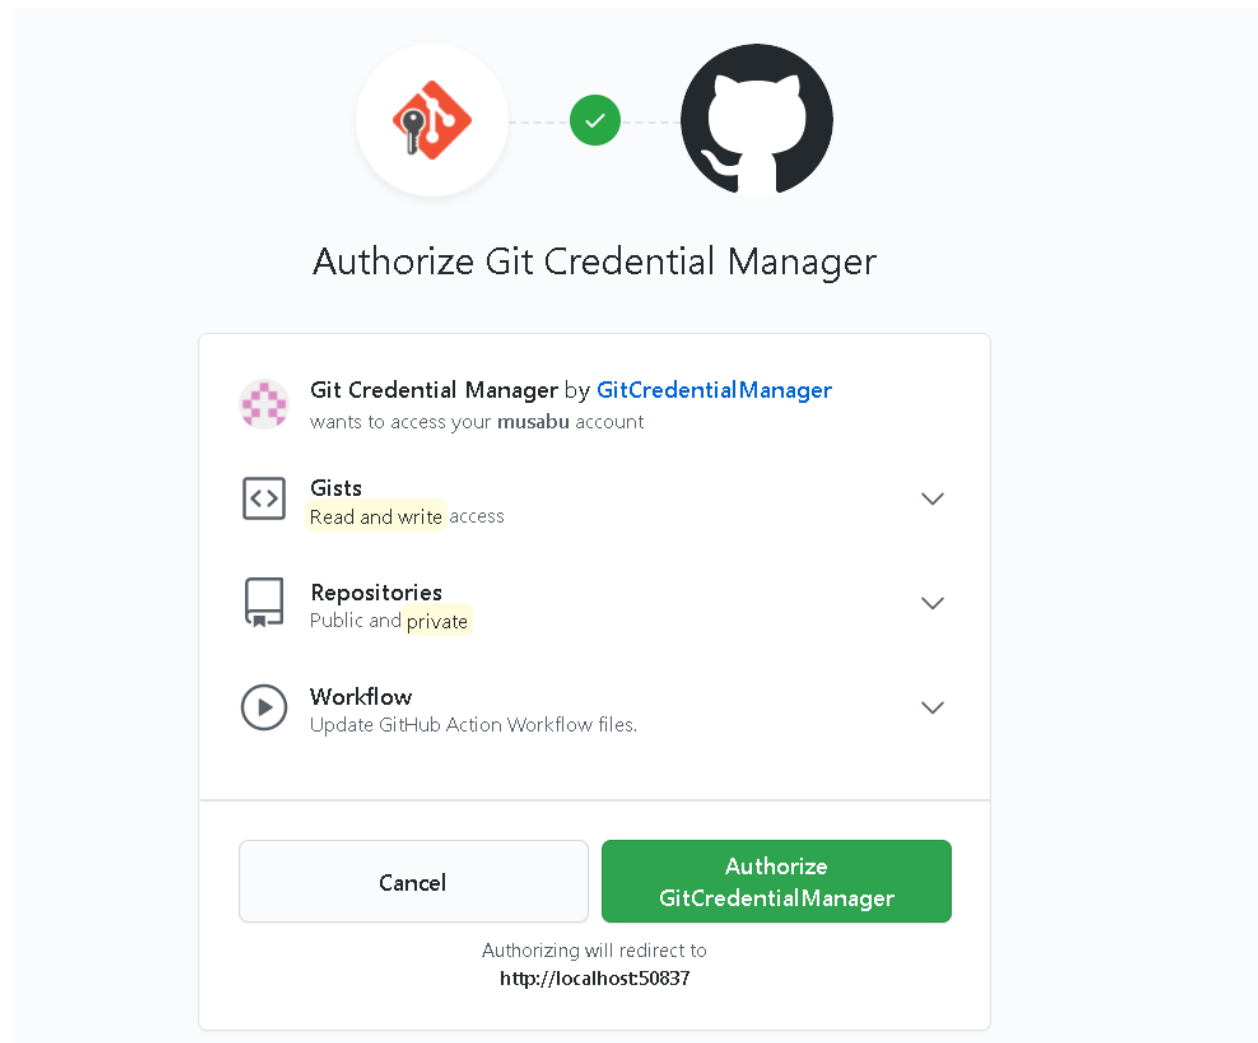 Authorize Git Credential Manager
Git Credential Manager by GitCredentialManager
wants to access your musabu account
Gists
Read and write access
Repositories
Public and private
Workflow
Update GitHub Action Workflow files.
Cancel
Authorize
GitCredentialManager
Authorizing will redirect to
http://localhost:50837